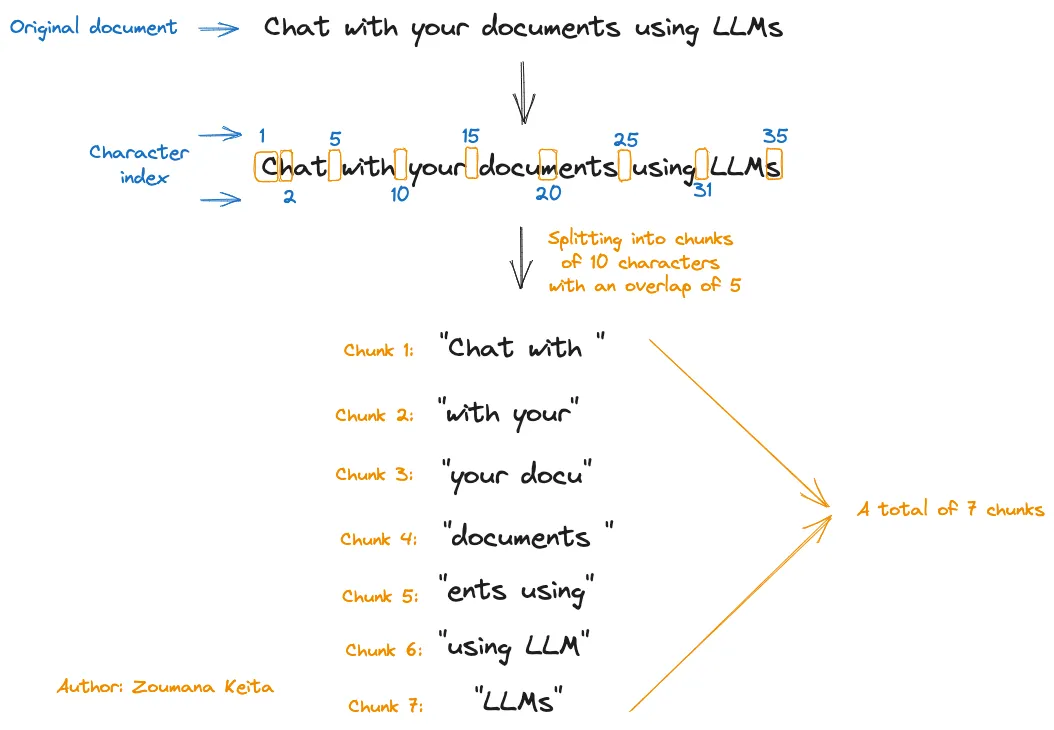 Original document
Chat with your documents using LLMs
1 5 15 25 35
Character
index
Chat with your documents using LLMs
2 10 20 31
Splitting into chunks
of 10 characters
with an overlap of 5
Chunk 1: "Chat with "
Chunk 2: "with your"
Chunk 3: "your docu"
Chunk 4: "documents "
Chunk 5: "ents using"
Chunk 6: "using LLM"
Chunk 7: "LLMs"
A total of 7 chunks
Author: Zoumana Keita